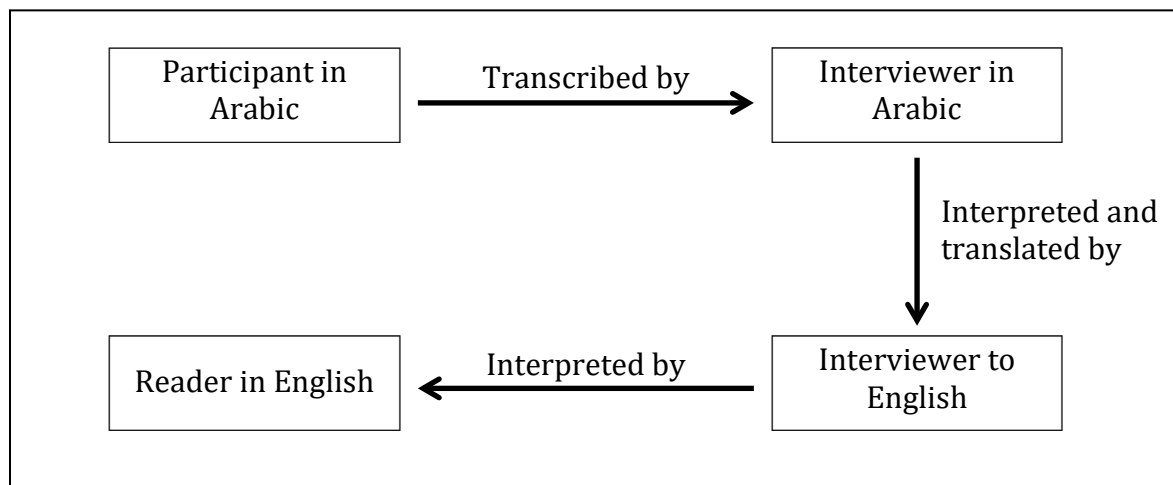 Participant in
Arabic
Transcribed by
Interviewer in
Arabic
Interpreted and
translated by
Interviewer to
English
Interpreted by
Reader in English